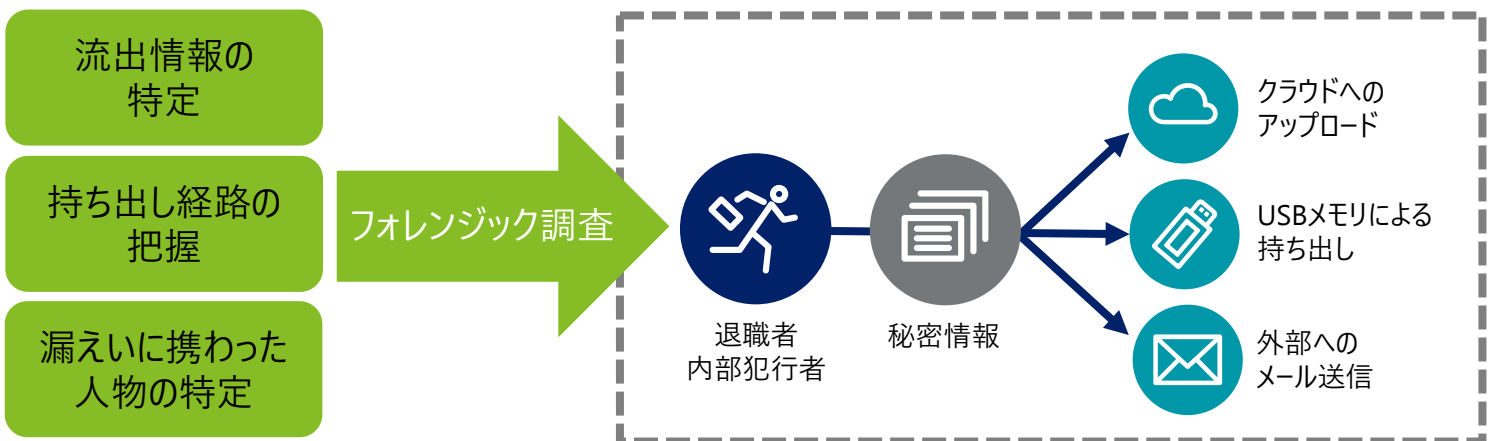 流出情報の
特定
持ち出し経路の
把握
漏えいに携わった
人物の特定
フォレンジック調査
退職者
内部犯行者
秘密情報
クラウドへの
アップロード
USBメモリによる
持ち出し
外部への
メール送信